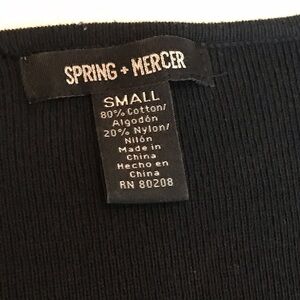 SPRING + MERCER
SMALL
80% Cotton/
Algodón
20% Nylon/
Nilón
Made in
China
Hecho en
China
RN 80208